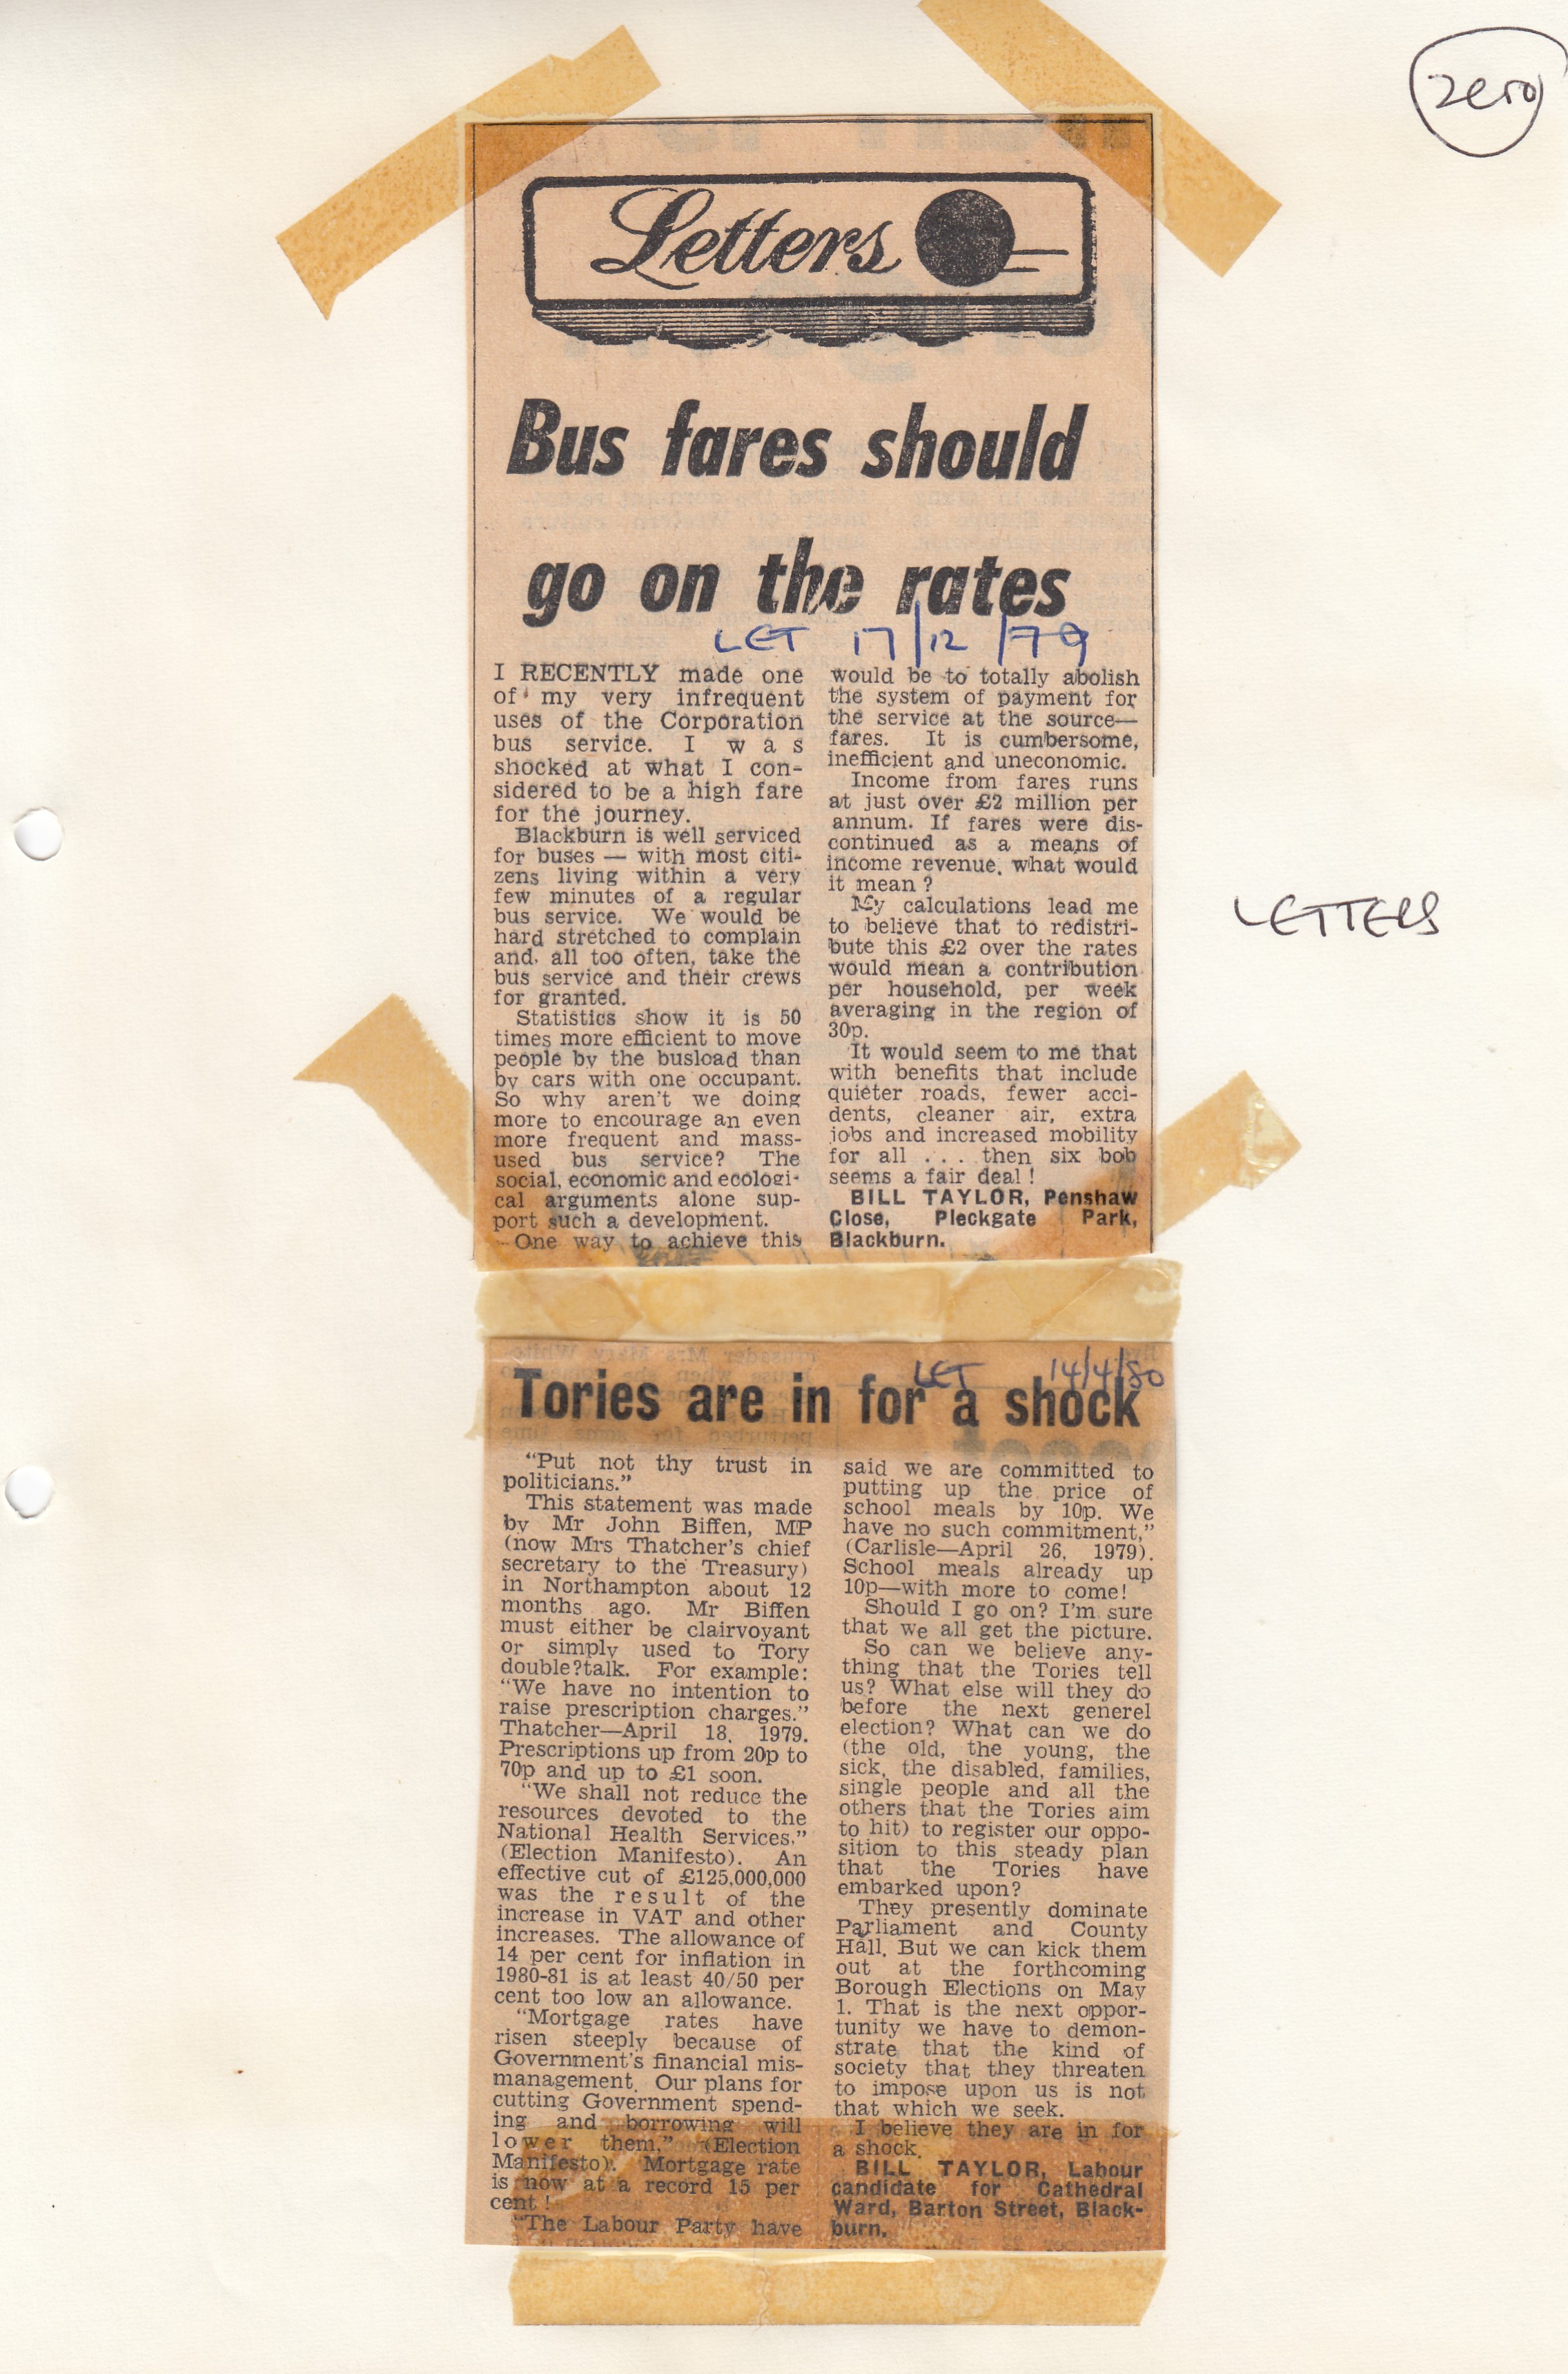 zero
Letters
Bus fares should
go on the rates
LET 17/12/79
I RECENTLY made one
of my very infrequent
uses of the Corporation
bus service. I was
shocked at what I con-
sidered to be a high fare
for the journey.
Blackburn is well serviced
for buses — with most citi-
zens living within a very
few minutes of a regular
bus service. We would be
hard stretched to complain
and, all too often, take the
bus service and their crews
for granted.
Statistics show it is 50
times more efficient to move
people by the busload than
by cars with one occupant.
So why aren't we doing
more to encourage an even
more frequent and mass-
used bus service? The
social, economic and ecologi-
cal arguments alone sup-
port such a development.
One way to achieve this
would be to totally abolish
the system of payment for
the service at the source—
fares. It is cumbersome,
inefficient and uneconomic.
Income from fares runs
at just over £2 million per
annum. If fares were dis-
continued as a means of
income revenue, what would
it mean?
My calculations lead me
to believe that to redistri-
bute this £2 over the rates
would mean a contribution
per household, per week
averaging in the region of
30p.
It would seem to me that
with benefits that include
quieter roads, fewer acci-
dents, cleaner air, extra
jobs and increased mobility
for all . . . then six bob
seems a fair deal!
BILL TAYLOR, Penshaw
Close, Pleckgate Park,
Blackburn.
LETTERS
LET 14/4/80
Tories are in for a shock
"Put not thy trust in
politicians."
This statement was made
by Mr John Biffen, MP
(now Mrs Thatcher's chief
secretary to the Treasury)
in Northampton about 12
months ago. Mr Biffen
must either be clairvoyant
or simply used to Tory
double?talk. For example:
"We have no intention to
raise prescription charges."
Thatcher—April 18, 1979.
Prescriptions up from 20p to
70p and up to £1 soon.
"We shall not reduce the
resources devoted to the
National Health Services."
(Election Manifesto). An
effective cut of £125,000,000
was the result of the
increase in VAT and other
increases. The allowance of
14 per cent for inflation in
1980-81 is at least 40/50 per
cent too low an allowance.
"Mortgage rates have
risen steeply because of
Government's financial mis-
management. Our plans for
cutting Government spend-
ing and borrowing will
lower them," (Election
Manifesto). Mortgage rate
is now at a record 15 per
cent!
"The Labour Party have
said we are committed to
putting up the price of
school meals by 10p. We
have no such commitment,"
(Carlisle—April 26, 1979).
School meals already up
10p—with more to come!
Should I go on? I'm sure
that we all get the picture.
So can we believe any-
thing that the Tories tell
us? What else will they do
before the next generel
election? What can we do
(the old, the young, the
sick, the disabled, families,
single people and all the
others that the Tories aim
to hit) to register our oppo-
sition to this steady plan
that the Tories have
embarked upon?
They presently dominate
Parliament and County
Hall. But we can kick them
out at the forthcoming
Borough Elections on May
1. That is the next oppor-
tunity we have to demon-
strate that the kind of
society that they threaten
to impose upon us is not
that which we seek.
I believe they are in for
a shock.
BILL TAYLOR, Labour
candidate for Cathedral
Ward, Barton Street, Black-
burn.